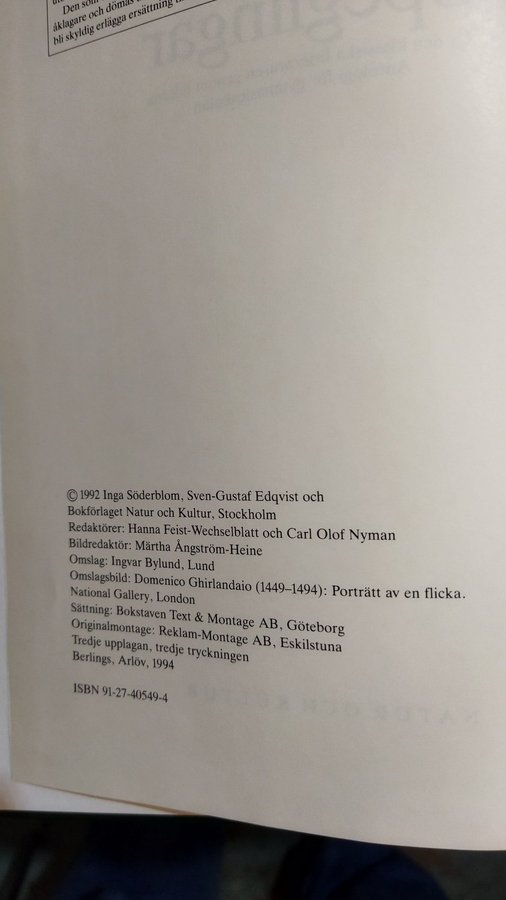 Den som
åklagare och dömas
bli skyldig erlägga ersättning
© 1992 Inga Söderblom, Sven-Gustaf Edqvist och
Bokförlaget Natur och Kultur, Stockholm
Redaktörer: Hanna Feist-Wechselblatt och Carl Olof Nyman
Bildredaktör: Märtha Ångström-Heine
Omslag: Ingvar Bylund, Lund
Omslagsbild: Domenico Ghirlandaio (1449–1494): Porträtt av en flicka.
National Gallery, London
Sättning: Bokstaven Text & Montage AB, Göteborg
Originalmontage: Reklam-Montage AB, Eskilstuna
Tredje upplagan, tredje tryckningen
Berlings, Arlöv, 1994
ISBN 91-27-40549-4